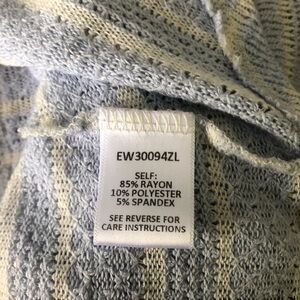 EW30094ZL
SELF:
85% RAYON
10% POLYESTER
5% SPANDEX
SEE REVERSE FOR
CARE INSTRUCTIONS